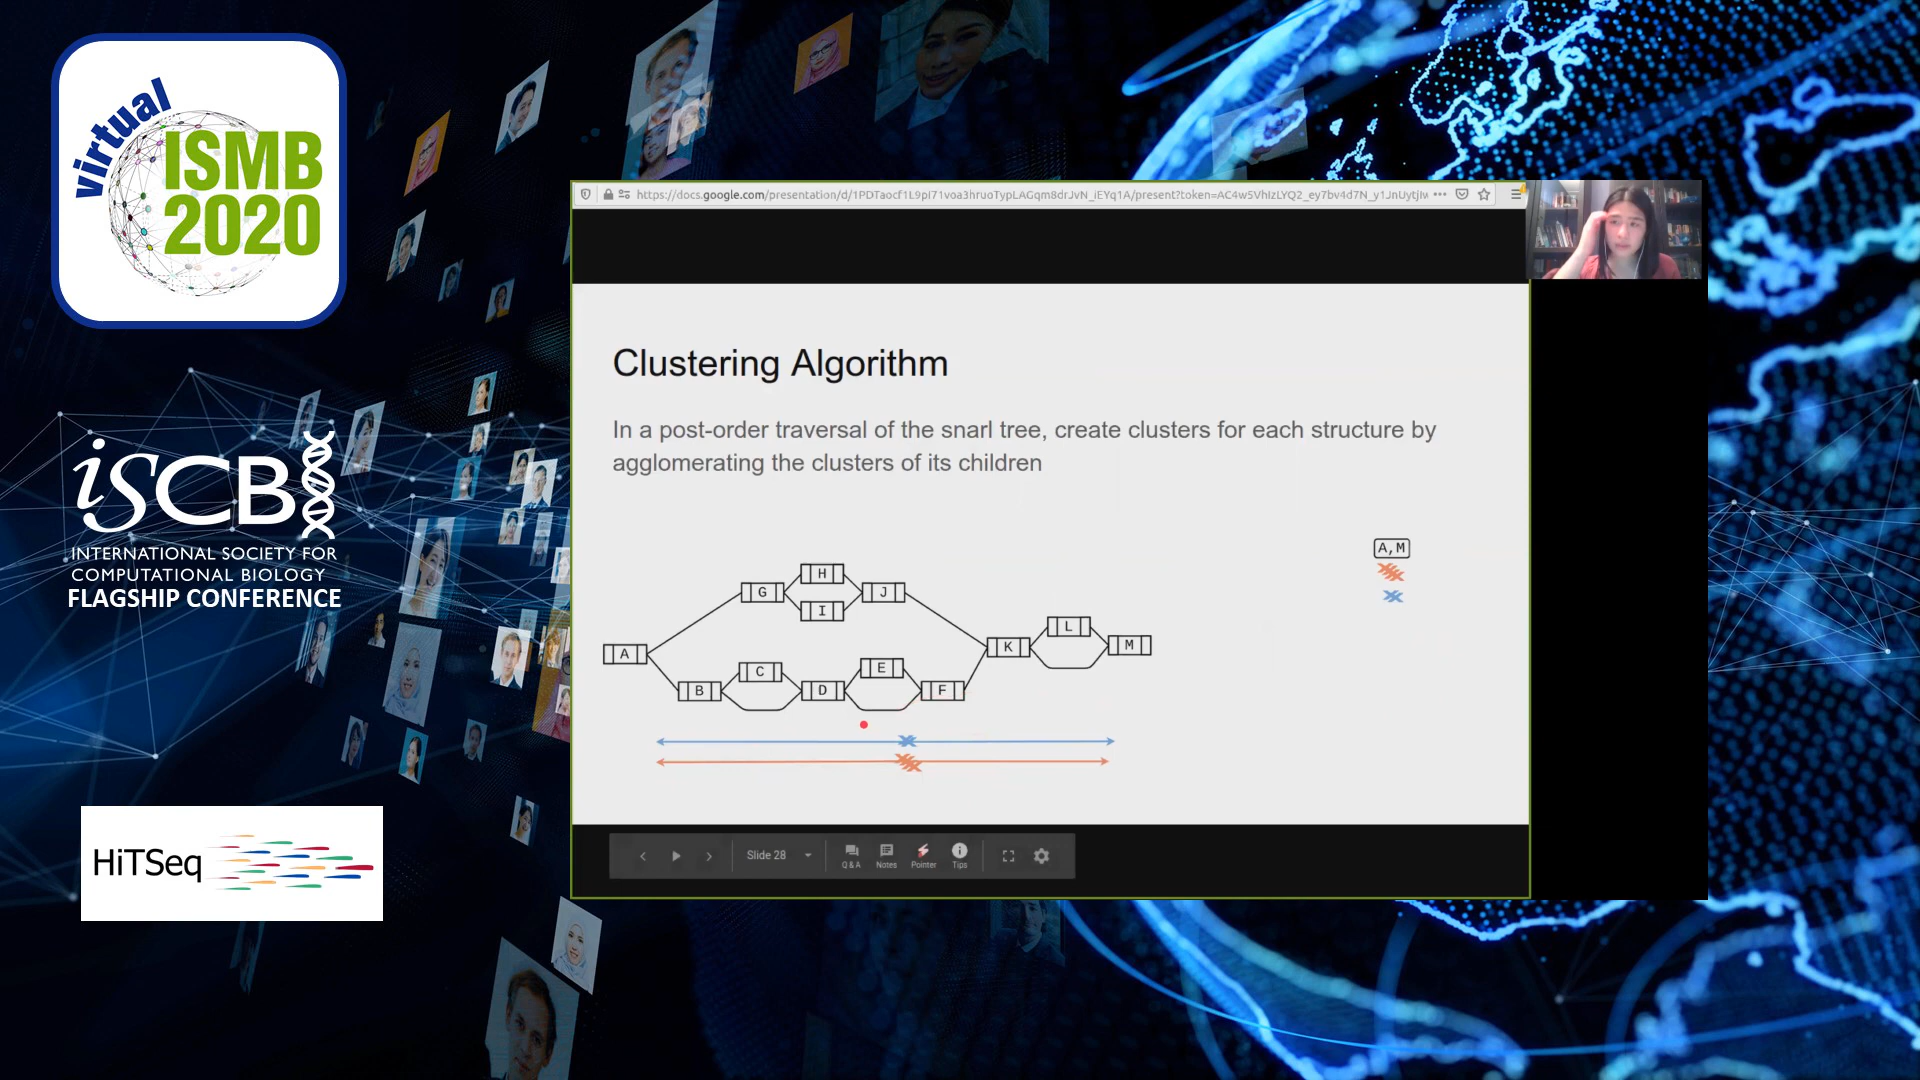 virtual
ISMB
2020
iSCB
INTERNATIONAL SOCIETY FOR
COMPUTATIONAL BIOLOGY
FLAGSHIP CONFERENCE
HiTSeq
Clustering Algorithm
In a post-order traversal of the snarl tree, create clusters for each structure by
agglomerating the clusters of its children
A,M
H
G
J
I
L
A
K
M
E
C
B
D
F
Slide 28
Q & A
Notes
Pointer
Tips